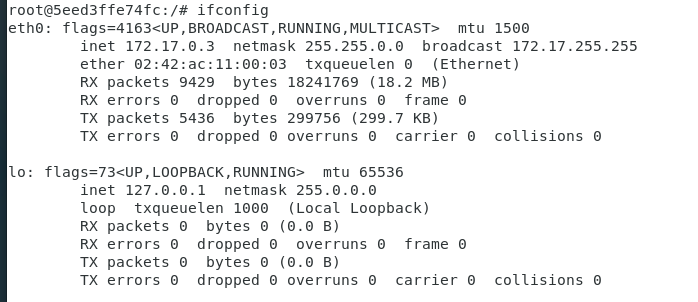 root@5eed3ffe74fc:/# ifconfig
eth0: flags=4163<UP,BROADCAST,RUNNING,MULTICAST>  mtu 1500
        inet 172.17.0.3  netmask 255.255.0.0  broadcast 172.17.255.255
        ether 02:42:ac:11:00:03  txqueuelen 0  (Ethernet)
        RX packets 9429  bytes 18241769 (18.2 MB)
        RX errors 0  dropped 0  overruns 0  frame 0
        TX packets 5436  bytes 299756 (299.7 KB)
        TX errors 0  dropped 0 overruns 0  carrier 0  collisions 0

lo: flags=73<UP,LOOPBACK,RUNNING>  mtu 65536
        inet 127.0.0.1  netmask 255.0.0.0
        loop  txqueuelen 1000  (Local Loopback)
        RX packets 0  bytes 0 (0.0 B)
        RX errors 0  dropped 0  overruns 0  frame 0
        TX packets 0  bytes 0 (0.0 B)
        TX errors 0  dropped 0 overruns 0  carrier 0  collisions 0